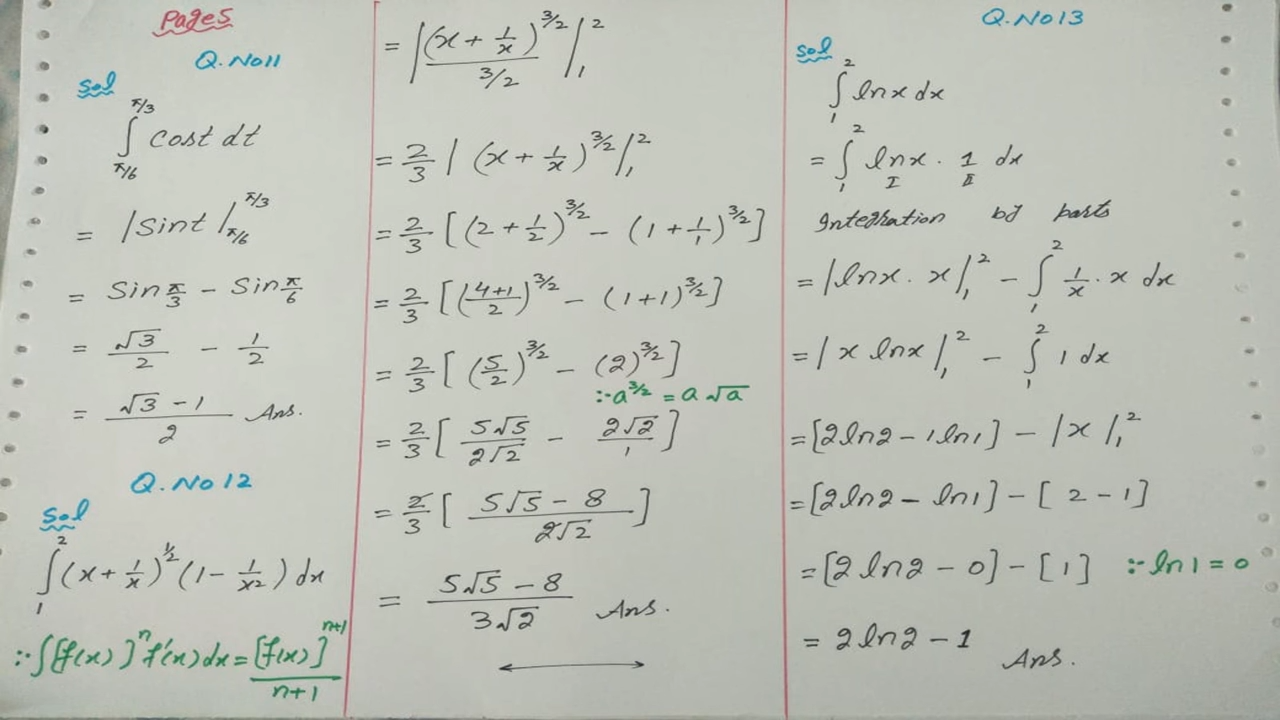 Page 5
Q.No 11
Sol
∫_{π/6}^{π/3} cost dt
= |Sint|_{π/6}^{π/3}
= Sin π/3 - Sin π/6
= √3/2 - 1/2
= (√3 - 1)/2 Ans.
Q.No 12
Sol
∫_1^2 (x + 1/x)^{1/2} (1 - 1/x²) dx
∵ ∫[f(x)]^n f'(x) dx = [f(x)]^{n+1}/(n+1)
= |(x + 1/x)^{3/2}/(3/2)|_1^2
= 2/3 |(x + 1/x)^{3/2}|_1^2
= 2/3 [(2 + 1/2)^{3/2} - (1 + 1/1)^{3/2}]
= 2/3 [((4+1)/2)^{3/2} - (1+1)^{3/2}]
= 2/3 [(5/2)^{3/2} - (2)^{3/2}]
∵ a^{3/2} = a√a
= 2/3 [5√5/(2√2) - 2√2/1]
= 2/3 [(5√5 - 8)/(2√2)]
= (5√5 - 8)/(3√2) Ans.
Q.No 13
Sol
∫_1^2 lnx dx
= ∫_1^2 lnx . 1 dx
I II
Integration by parts
= |lnx . x|_1^2 - ∫_1^2 1/x . x dx
= |x lnx|_1^2 - ∫_1^2 1 dx
= [2ln2 - 1 ln1] - |x|_1^2
= [2ln2 - ln1] - [2 - 1]
= [2ln2 - 0] - [1] ∵ ln1 = 0
= 2ln2 - 1 Ans.